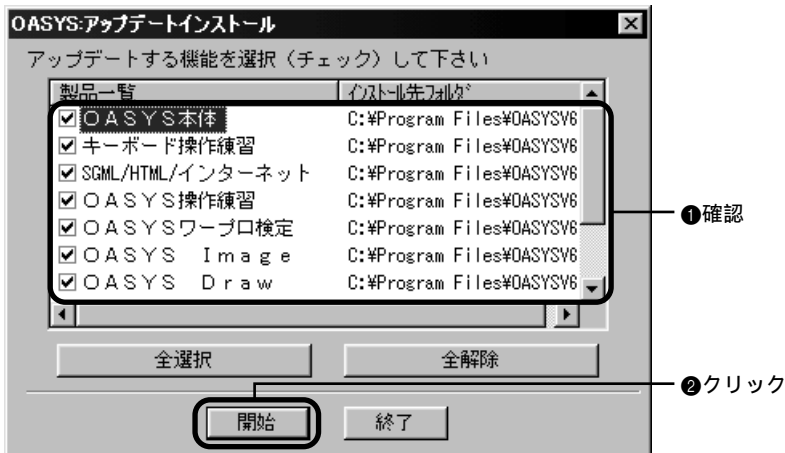 OASYS:アップデートインストール
アップデートする機能を選択（チェック）して下さい
製品一覧 インストール先フォルダ
ＯＡＳＹＳ本体 C:¥Program Files¥OASYSV6
キーボード操作練習 C:¥Program Files¥OASYSV6
SGML/HTML/インターネット C:¥Program Files¥OASYSV6
ＯＡＳＹＳ操作練習 C:¥Program Files¥OASYSV6
ＯＡＳＹＳワープロ検定 C:¥Program Files¥OASYSV6
ＯＡＳＹＳ　Ｉｍａｇｅ C:¥Program Files¥OASYSV6
ＯＡＳＹＳ　Ｄｒａｗ C:¥Program Files¥OASYSV6
❶確認
全選択 全解除
❷クリック
開始 終了